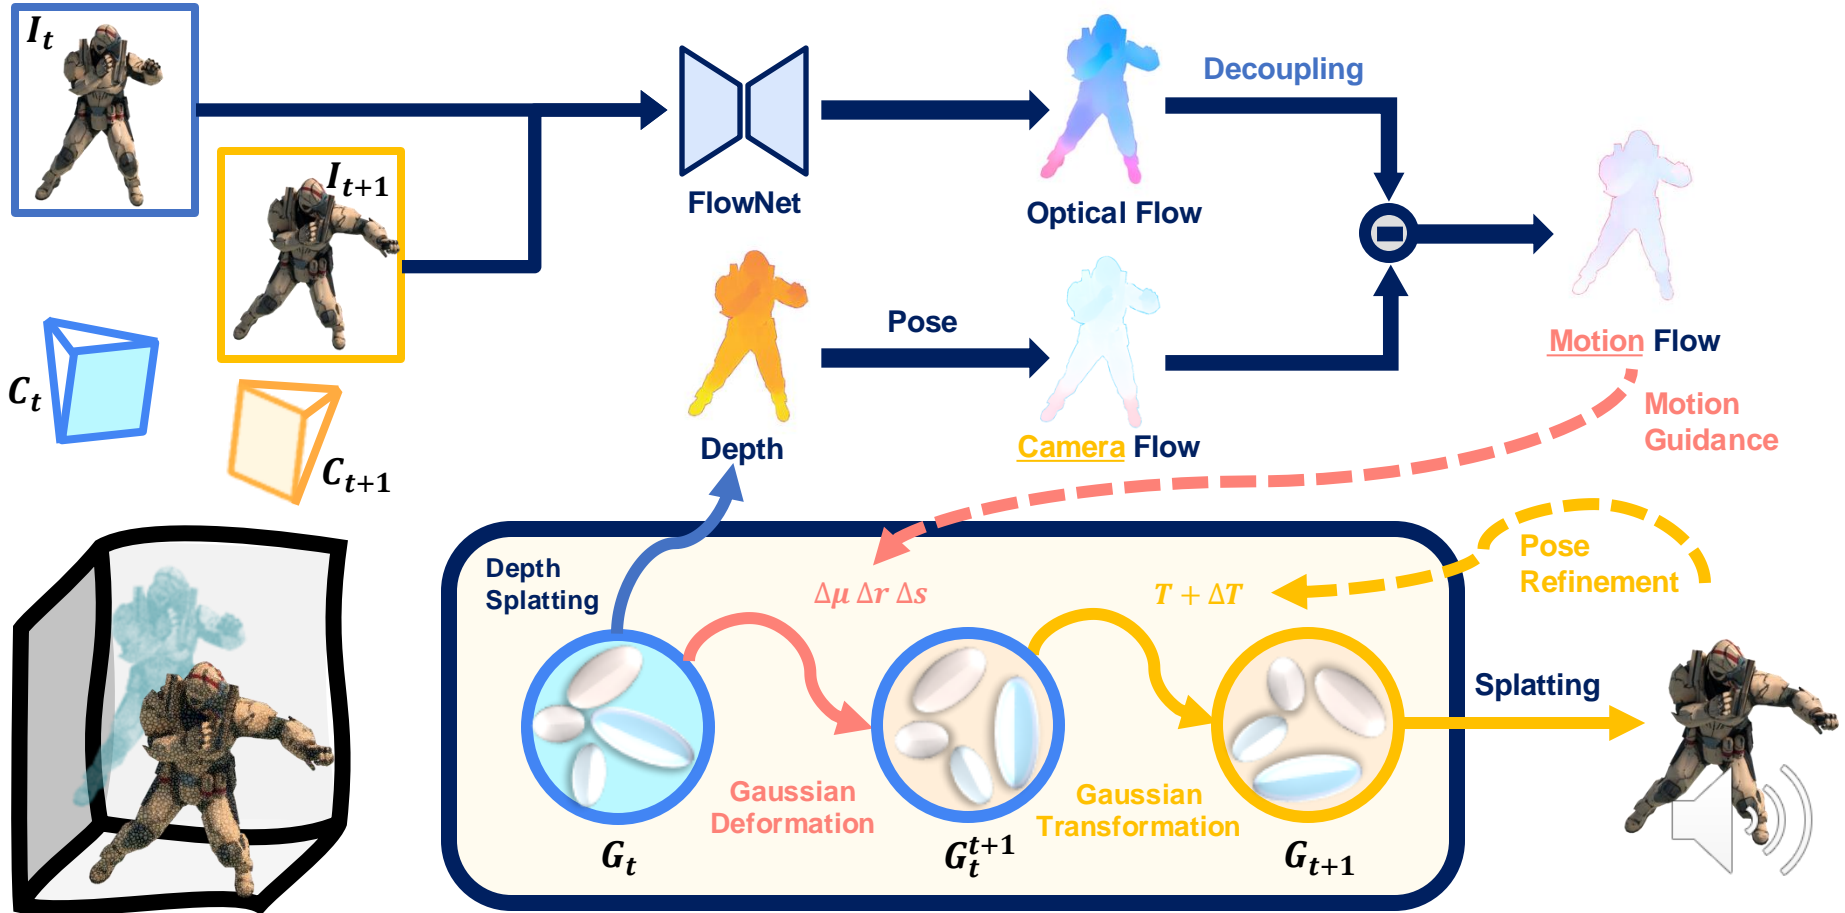 I_t
I_{t+1}
C_t
C_{t+1}
FlowNet
Optical Flow
Decoupling
Depth
Pose
Camera Flow
Motion Flow
Motion
Guidance
Depth
Splatting
Δμ Δr Δs
T + ΔT
Pose
Refinement
Gaussian
Deformation
Gaussian
Transformation
Splatting
G_t
G_t^{t+1}
G_{t+1}